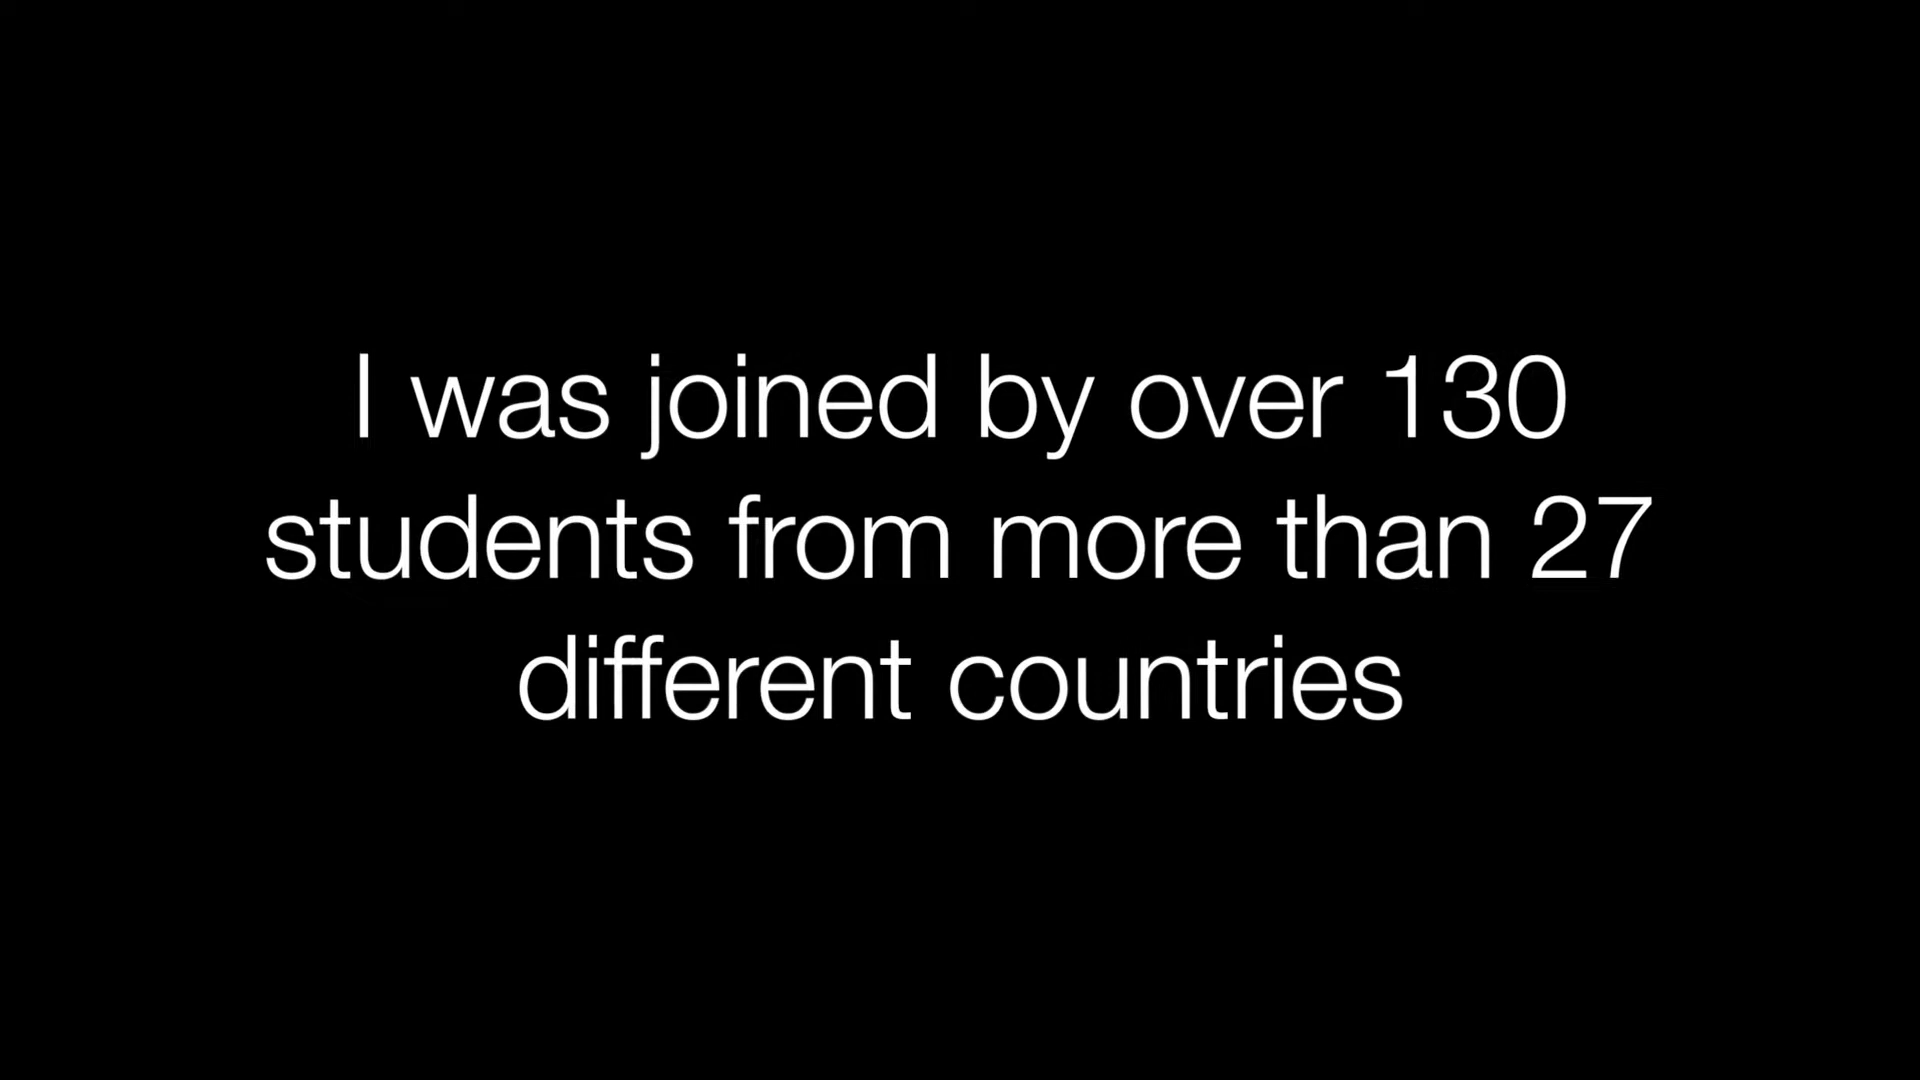 I was joined by over 130
students from more than 27
different countries